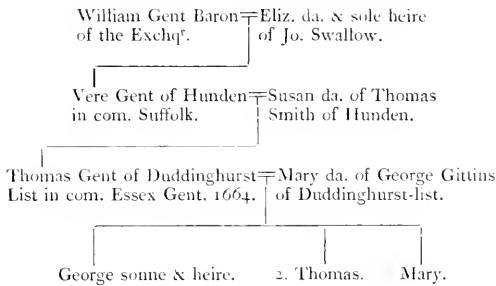 William Gent Baron = Eliz. da. & sole heire
of the Exchqr. of Jo. Swallow.
Vere Gent of Hunden = Susan da. of Thomas
in com. Suffolk. Smith of Hunden.
Thomas Gent of Duddinghurst = Mary da. of George Gittins
List in com. Essex Gent. 1664. of Duddinghurst-list.
George sonne & heire. 2. Thomas. Mary.